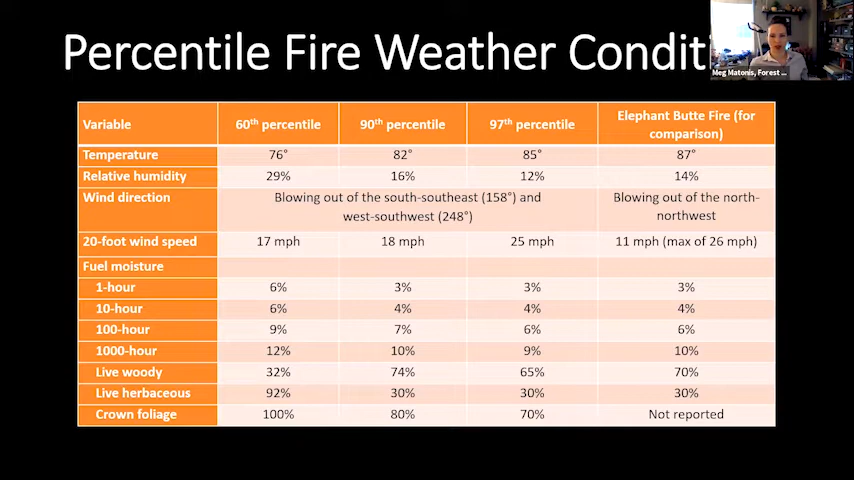 Percentile Fire Weather Conditi
Meg Matonis, Forest ...
Variable 60th percentile 90th percentile 97th percentile Elephant Butte Fire (for comparison)
Temperature 76° 82° 85° 87°
Relative humidity 29% 16% 12% 14%
Wind direction Blowing out of the south-southeast (158°) and west-southwest (248°) Blowing out of the north-northwest
20-foot wind speed 17 mph 18 mph 25 mph 11 mph (max of 26 mph)
Fuel moisture
1-hour 6% 3% 3% 3%
10-hour 6% 4% 4% 4%
100-hour 9% 7% 6% 6%
1000-hour 12% 10% 9% 10%
Live woody 32% 74% 65% 70%
Live herbaceous 92% 30% 30% 30%
Crown foliage 100% 80% 70% Not reported